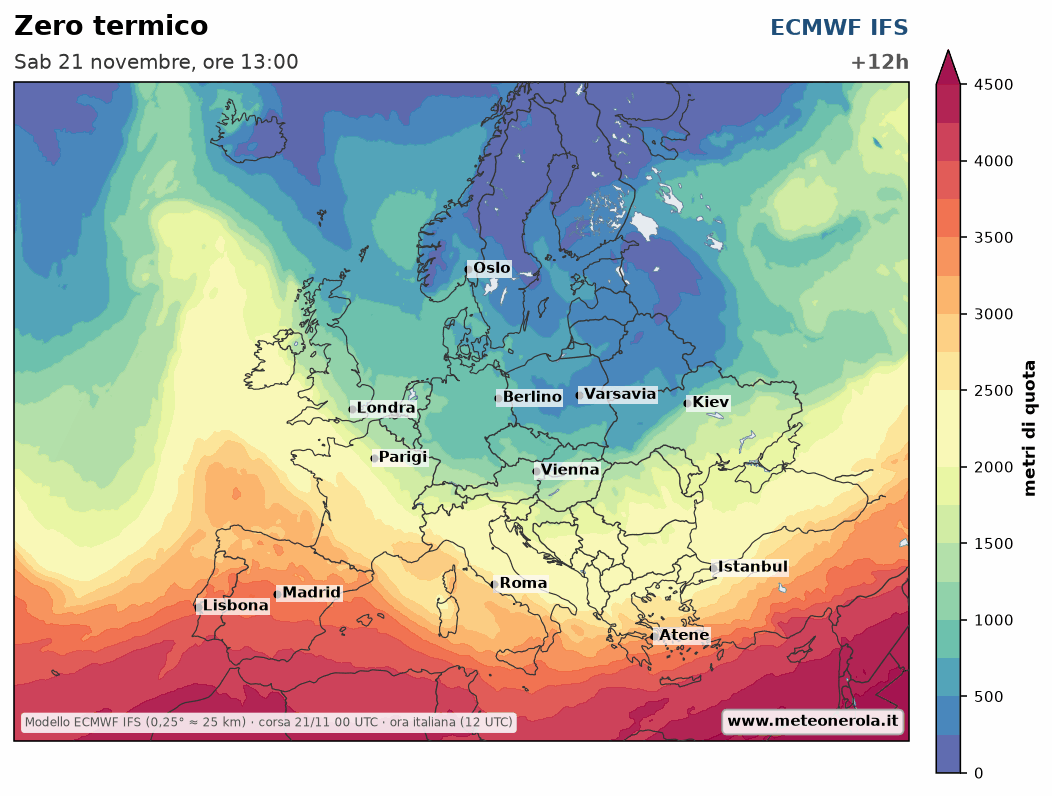 Zero termico
ECMWF IFS
Sab 21 novembre, ore 13:00
+12h
4500
4000
3500
3000
2500
2000
1500
1000
500
0
metri di quota
Oslo
Berlino
Varsavia
Kiev
Londra
Parigi
Vienna
Istanbul
Roma
Madrid
Lisbona
Atene
Modello ECMWF IFS (0,25° ≈ 25 km) · corsa 21/11 00 UTC · ora italiana (12 UTC)
www.meteonerola.it